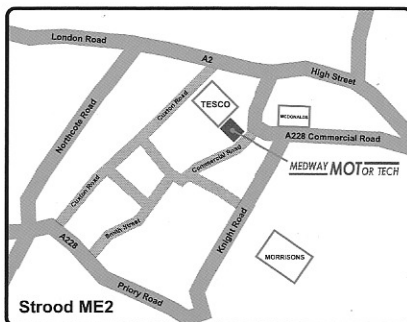 London Road
A2
High Street
Northcote Road
Cuxton Road
TESCO
MCDONALDS
A228 Commercial Road
Commercial Road
MEDWAY MOTOR TECH
Cuxton Road
Smith Street
Knight Road
A228
MORRISONS
Priory Road
Strood ME2